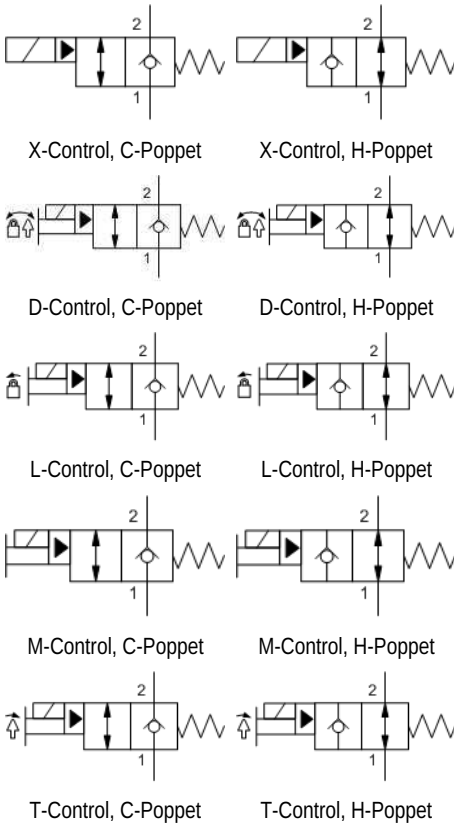 2 2
1 1
X-Control, C-Poppet X-Control, H-Poppet
2 2
1 1
D-Control, C-Poppet D-Control, H-Poppet
2 2
1 1
L-Control, C-Poppet L-Control, H-Poppet
2 2
1 1
M-Control, C-Poppet M-Control, H-Poppet
2 2
1 1
T-Control, C-Poppet T-Control, H-Poppet